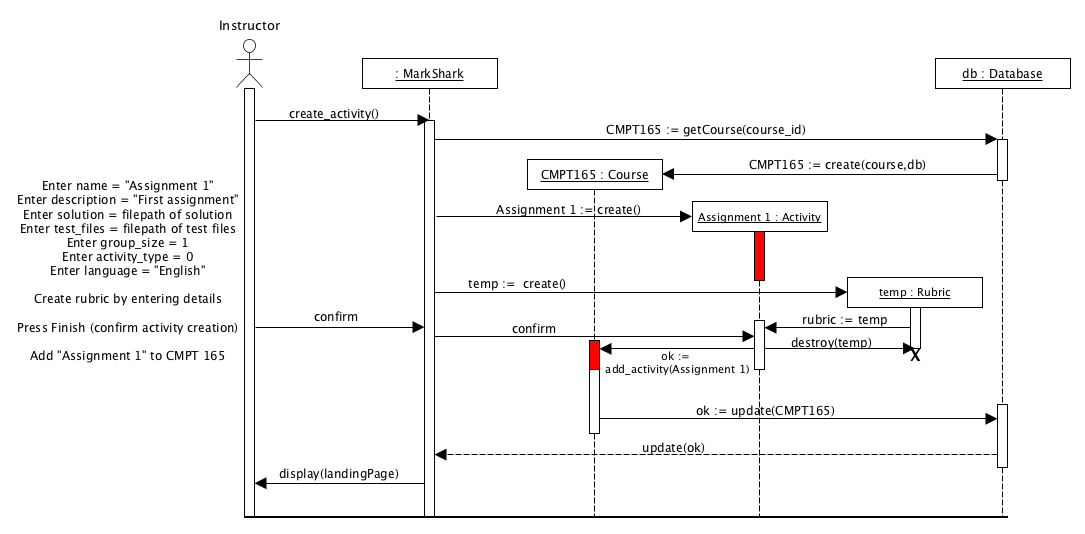 Instructor
: MarkShark
db : Database
create_activity()
CMPT165 := getCourse(course_id)
CMPT165 := create(course,db)
CMPT165 : Course
Enter name = "Assignment 1"
Enter description = "First assignment"
Enter solution = filepath of solution
Enter test_files = filepath of test files
Enter group_size = 1
Enter activity_type = 0
Enter language = "English"
Assignment 1 := create()
Assignment 1 : Activity
temp := create()
temp : Rubric
Create rubric by entering details
Press Finish (confirm activity creation)
confirm
confirm
rubric := temp
destroy(temp)
X
Add "Assignment 1" to CMPT 165
ok :=
add_activity(Assignment 1)
ok := update(CMPT165)
update(ok)
display(landingPage)